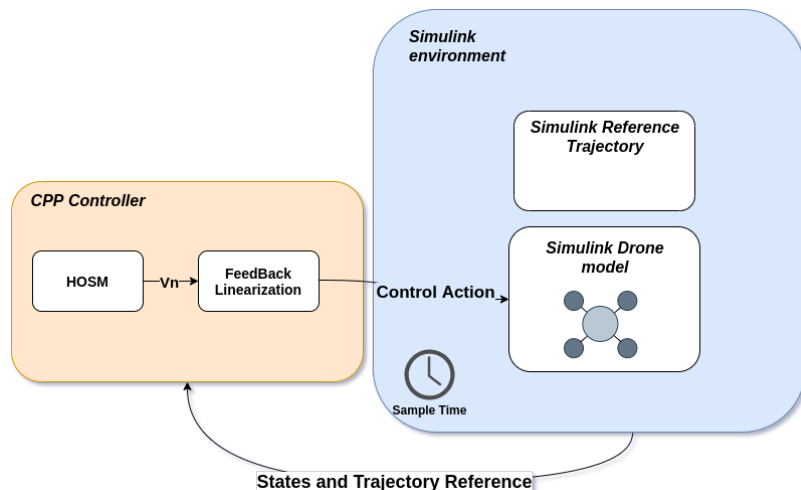 Simulink
environment
Simulink Reference
Trajectory
CPP Controller
HOSM
Vn
FeedBack
Linearization
Control Action
Simulink Drone
model
Sample Time
States and Trajectory Reference